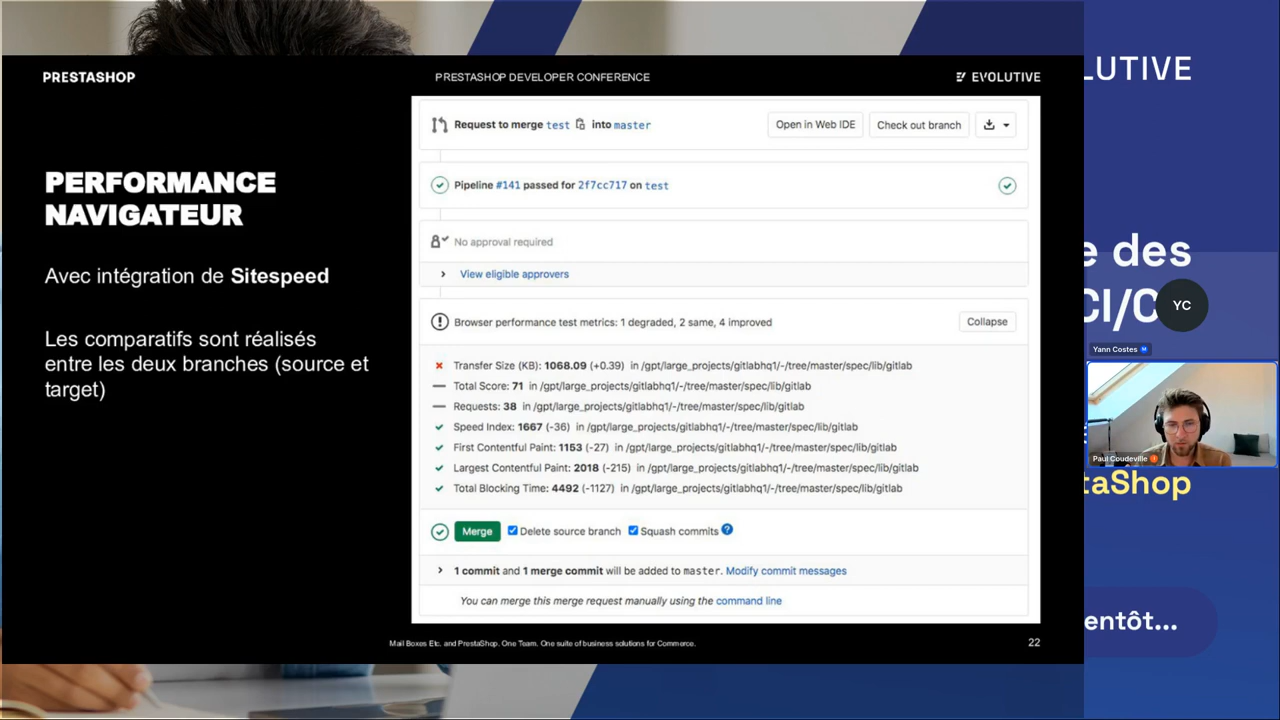 PRESTASHOP
PRESTASHOP DEVELOPER CONFERENCE
EVOLUTIVE
PERFORMANCE
NAVIGATEUR
Avec intégration de Sitespeed
Les comparatifs sont réalisés
entre les deux branches (source et
target)
Request to merge test into master
Open in Web IDE
Check out branch
Pipeline #141 passed for 2f7cc717 on test
No approval required
View eligible approvers
Browser performance test metrics: 1 degraded, 2 same, 4 improved
Collapse
Transfer Size (KB): 1068.09 (+0.39) in /gpt/large_projects/gitlabhq1/-/tree/master/spec/lib/gitlab
Total Score: 71 in /gpt/large_projects/gitlabhq1/-/tree/master/spec/lib/gitlab
Requests: 38 in /gpt/large_projects/gitlabhq1/-/tree/master/spec/lib/gitlab
Speed Index: 1667 (-36) in /gpt/large_projects/gitlabhq1/-/tree/master/spec/lib/gitlab
First Contentful Paint: 1153 (-27) in /gpt/large_projects/gitlabhq1/-/tree/master/spec/lib/gitlab
Largest Contentful Paint: 2018 (-215) in /gpt/large_projects/gitlabhq1/-/tree/master/spec/lib/gitlab
Total Blocking Time: 4492 (-1127) in /gpt/large_projects/gitlabhq1/-/tree/master/spec/lib/gitlab
Merge
Delete source branch
Squash commits
1 commit and 1 merge commit will be added to master. Modify commit messages
You can merge this merge request manually using the command line
Mail Boxes Etc. and PrestaShop. One Team. One suite of business solutions for Commerce.
22
LUTIVE
e des
CI/C
YC
Yann Costes
Paul Coudeville
taShop
entôt...